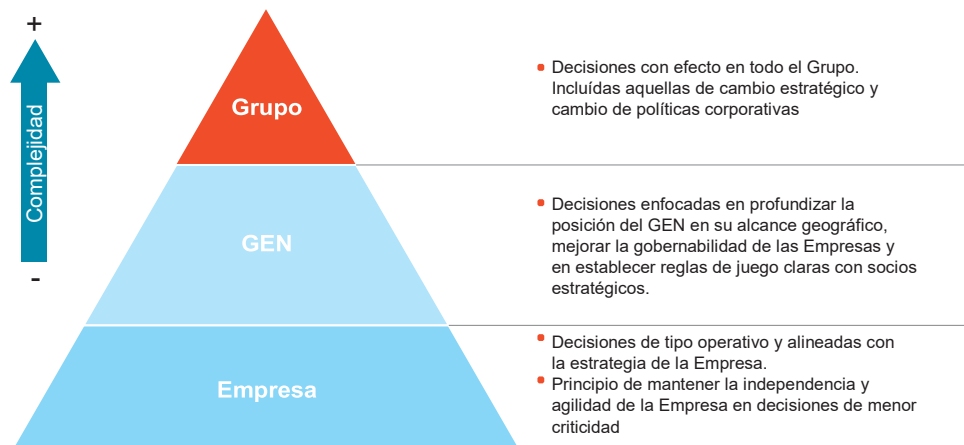 +
Complejidad
-
Grupo
• Decisiones con efecto en todo el Grupo.
Incluídas aquellas de cambio estratégico y
cambio de políticas corporativas
GEN
• Decisiones enfocadas en profundizar la
posición del GEN en su alcance geográfico,
mejorar la gobernabilidad de las Empresas y
en establecer reglas de juego claras con socios
estratégicos.
Empresa
• Decisiones de tipo operativo y alineadas con
la estrategia de la Empresa.
• Principio de mantener la independencia y
agilidad de la Empresa en decisiones de menor
criticidad